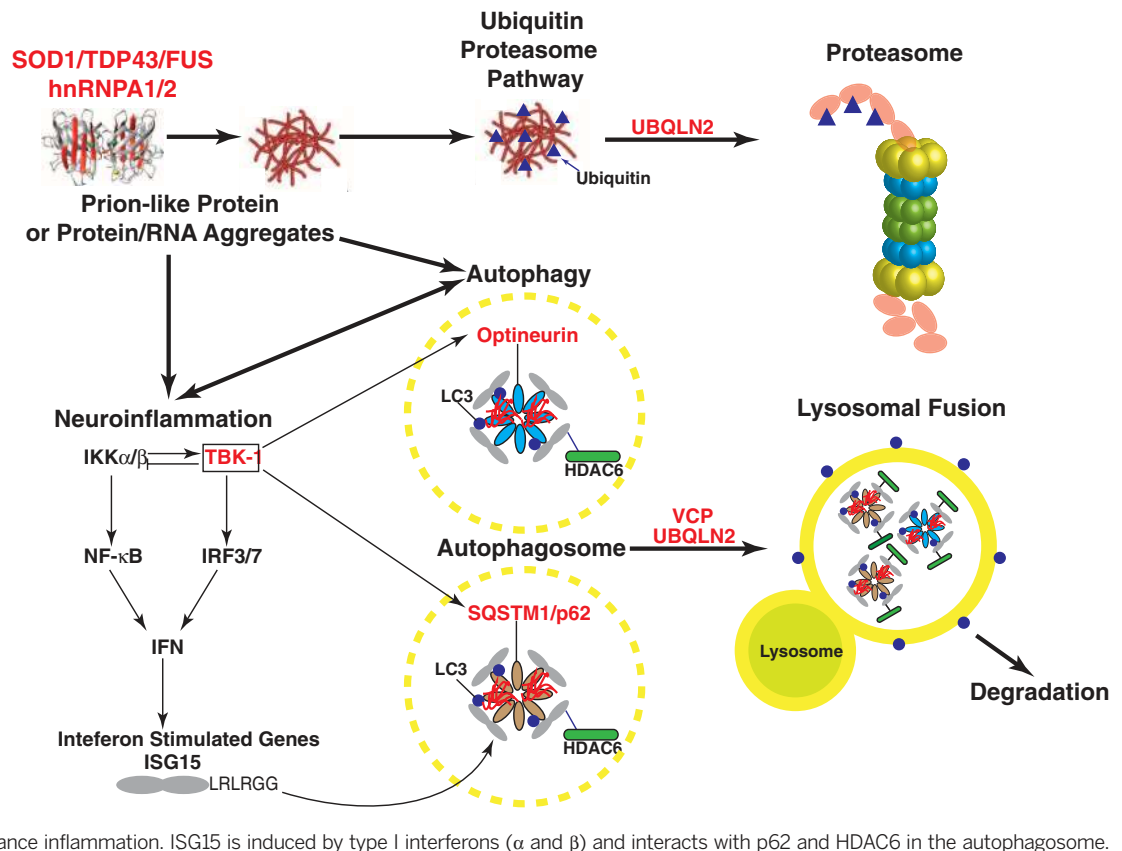 SOD1/TDP43/FUS
hnRNPA1/2
Ubiquitin
Proteasome
Pathway
Proteasome
UBQLN2
Ubiquitin
Prion-like Protein
or Protein/RNA Aggregates
Autophagy
Optineurin
LC3
HDAC6
Neuroinflammation
IKKα/β
TBK-1
NF-κB
IRF3/7
IFN
Inteferon Stimulated Genes
ISG15
LRLRGG
Autophagosome
VCP
UBQLN2
SQSTM1/p62
LC3
HDAC6
Lysosomal Fusion
Lysosome
Degradation
ance inflammation. ISG15 is induced by type I interferons (α and β) and interacts with p62 and HDAC6 in the autophagosome.